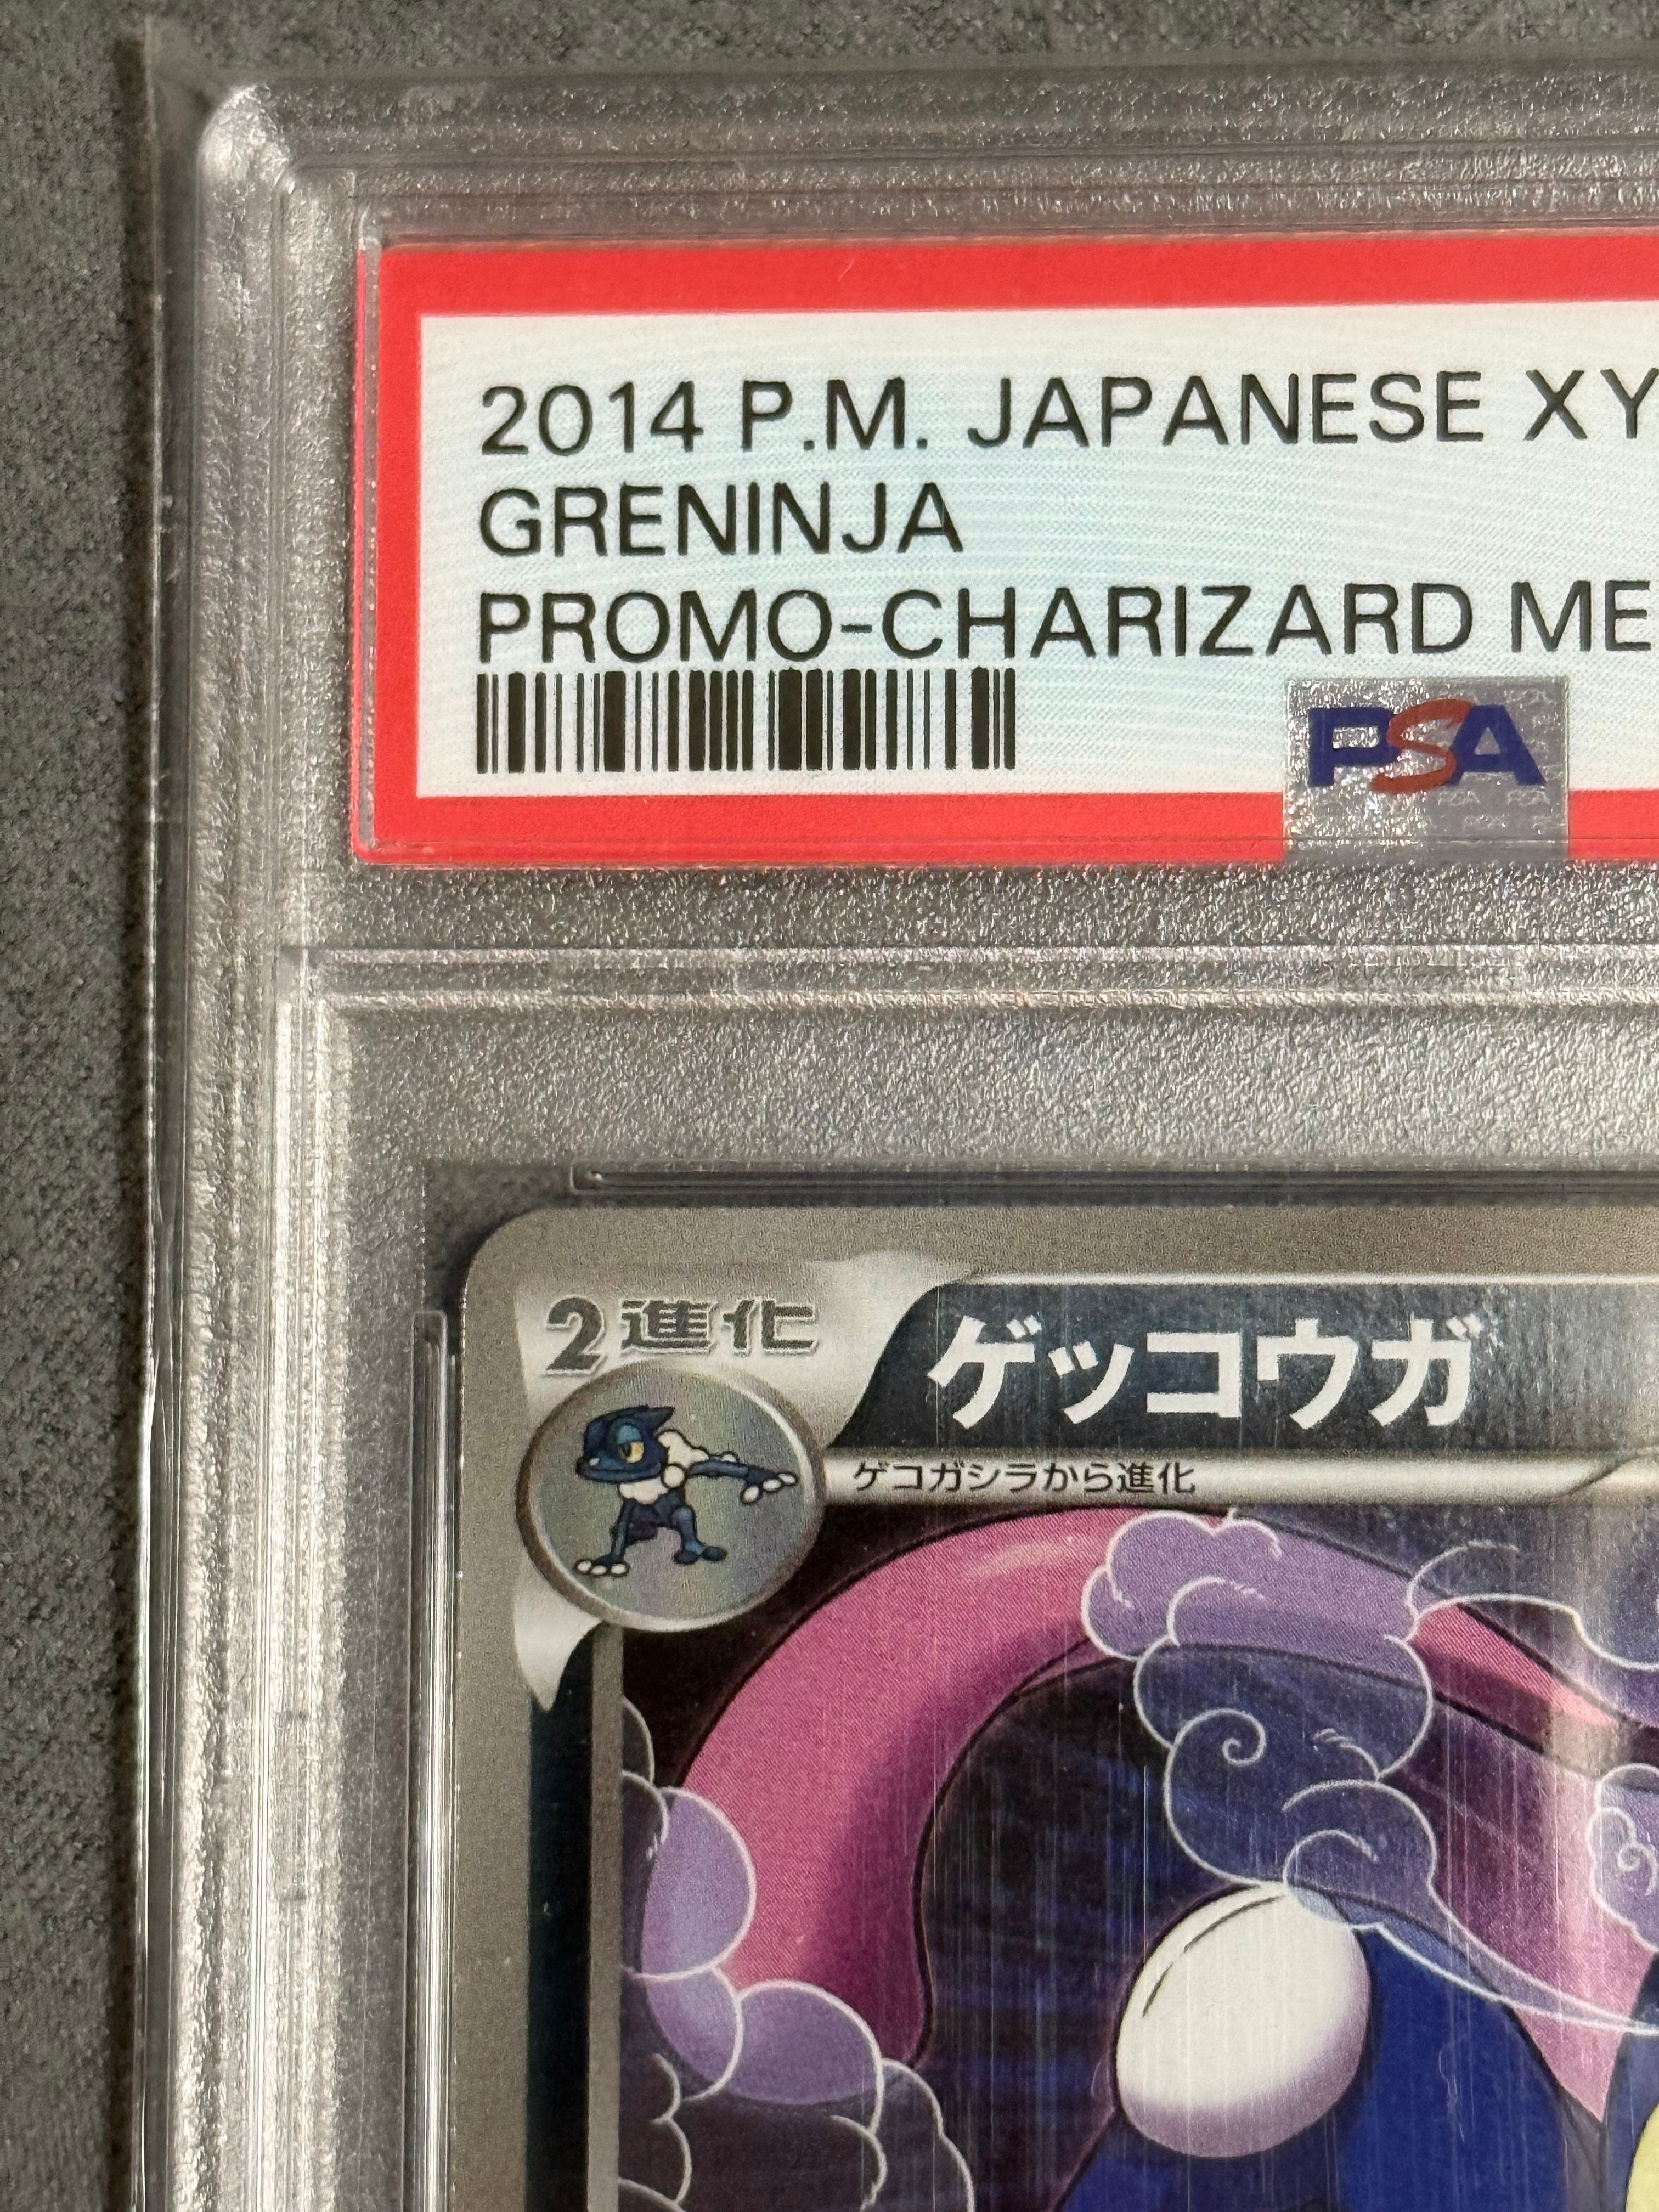 2014 P.M. JAPANESE XY
GRENINJA
PROMO-CHARIZARD ME
PSA
2進化
ゲッコウガ
ゲコガシラから進化